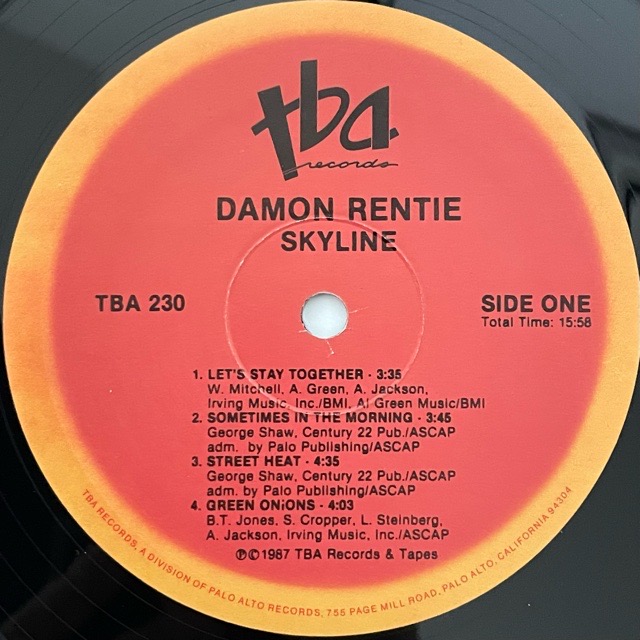 tba
records
DAMON RENTIE
SKYLINE
TBA 230
SIDE ONE
Total Time: 15:58
1. LET'S STAY TOGETHER - 3:35
W. Mitchell, A. Green, A. Jackson,
Irving Music, Inc./BMI, Al Green Music/BMI
2. SOMETIMES IN THE MORNING - 3:45
George Shaw, Century 22 Pub./ASCAP
adm. by Palo Publishing/ASCAP
3. STREET HEAT - 4:35
George Shaw, Century 22 Pub./ASCAP
adm. by Palo Publishing/ASCAP
4. GREEN ONiONS - 4:03
B.T. Jones, S. Cropper, L. Steinberg,
A. Jackson, Irving Music, Inc./ASCAP
℗©1987 TBA Records & Tapes
TBA RECORDS, A DIVISION OF PALO ALTO RECORDS, 755 PAGE MILL ROAD, PALO ALTO, CALIFORNIA 94304